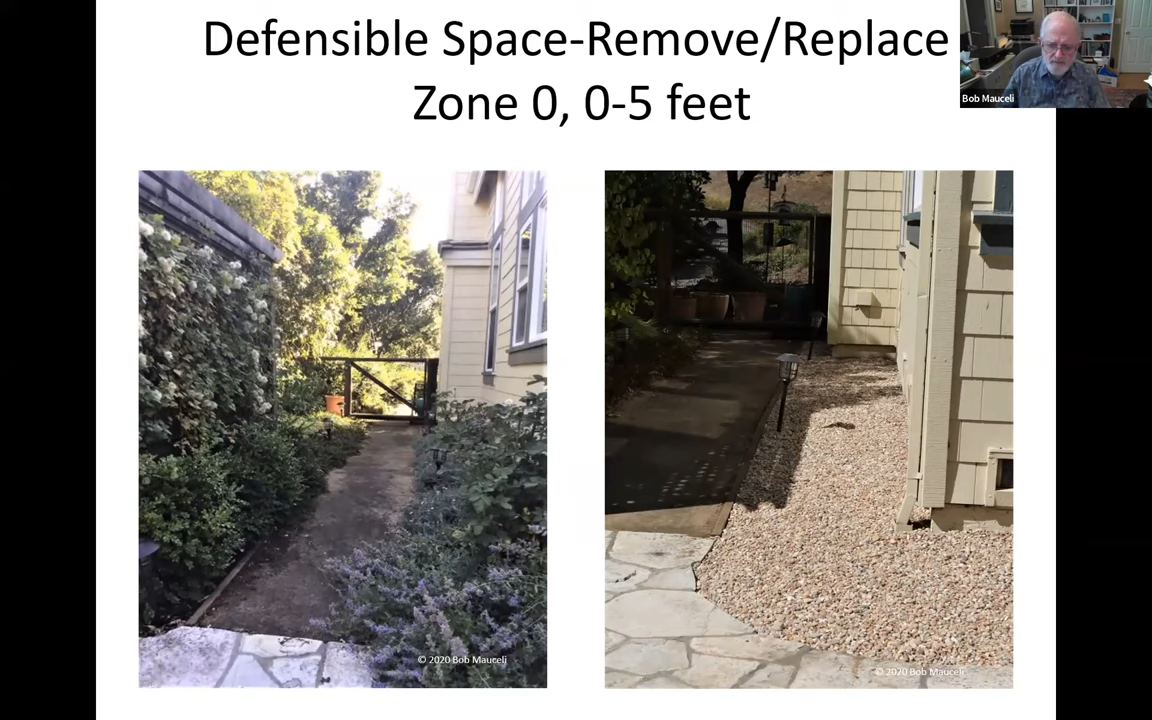 Defensible Space-Remove/Replace
Zone 0, 0-5 feet
Bob Mauceli
© 2020 Bob Mauceli
© 2020 Bob Mauceli